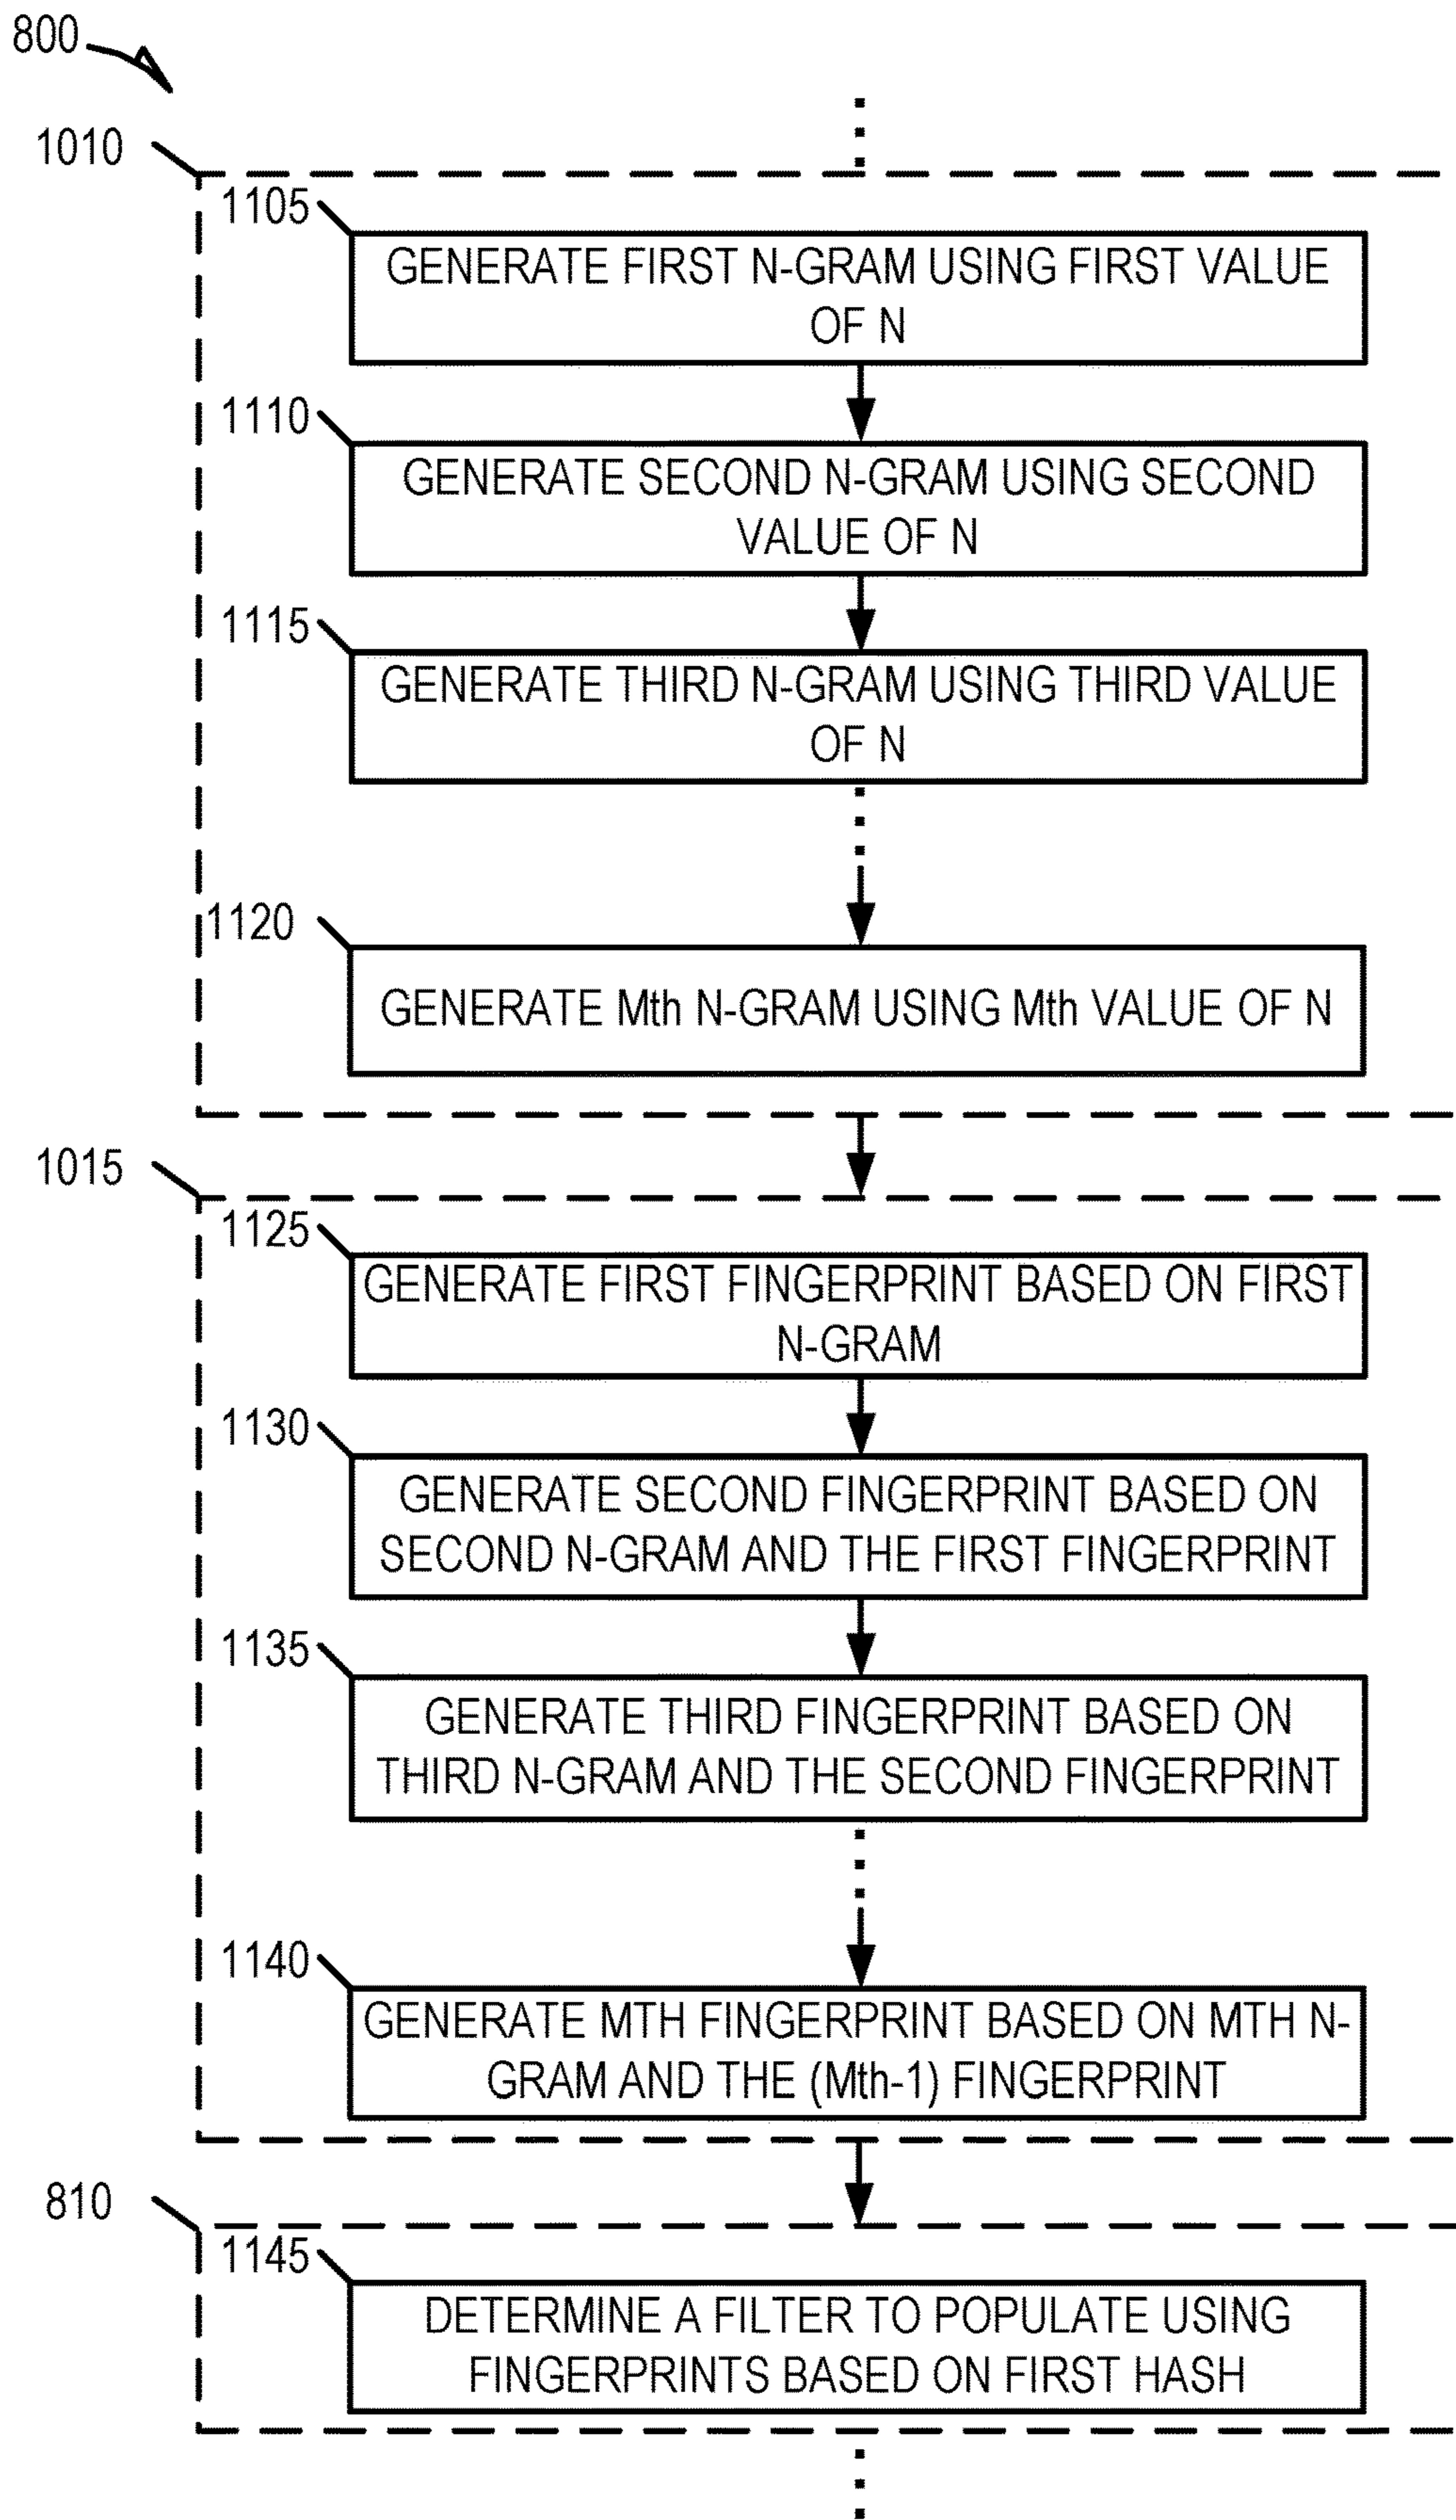 800
1010
1105
GENERATE FIRST N-GRAM USING FIRST VALUE
OF N
1110
GENERATE SECOND N-GRAM USING SECOND
VALUE OF N
1115
GENERATE THIRD N-GRAM USING THIRD VALUE
OF N
1120
GENERATE Mth N-GRAM USING Mth VALUE OF N
1015
1125
GENERATE FIRST FINGERPRINT BASED ON FIRST
N-GRAM
1130
GENERATE SECOND FINGERPRINT BASED ON
SECOND N-GRAM AND THE FIRST FINGERPRINT
1135
GENERATE THIRD FINGERPRINT BASED ON
THIRD N-GRAM AND THE SECOND FINGERPRINT
1140
GENERATE MTH FINGERPRINT BASED ON MTH N-
GRAM AND THE (Mth-1) FINGERPRINT
810
1145
DETERMINE A FILTER TO POPULATE USING
FINGERPRINTS BASED ON FIRST HASH